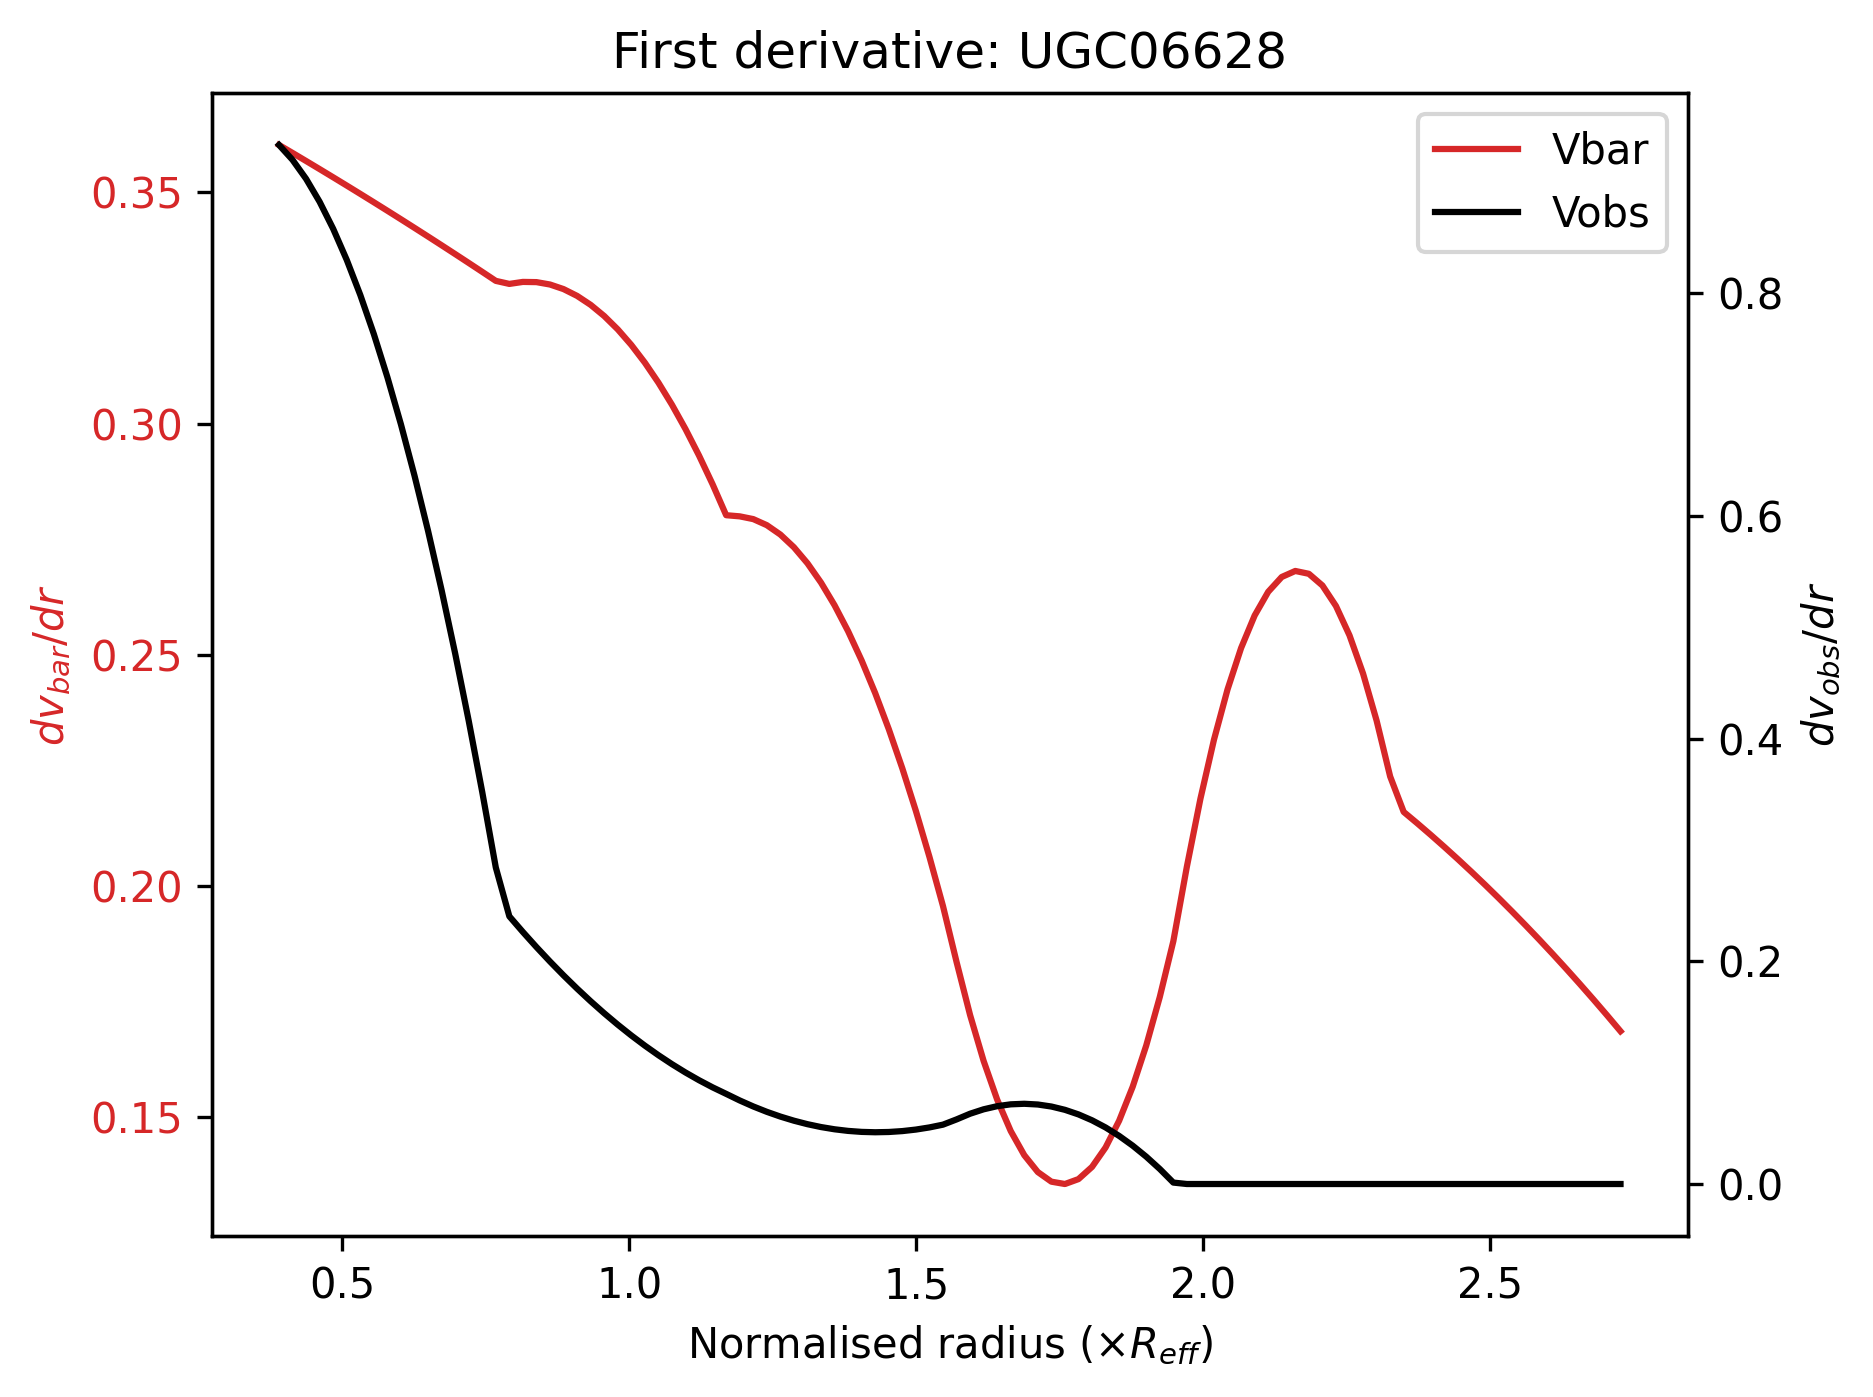 First derivative: UGC06628
Vbar
Vobs
0.35
0.30
0.25
0.20
0.15
dv_bar/dr
0.8
0.6
0.4
0.2
0.0
dv_obs/dr
0.5 1.0 1.5 2.0 2.5
Normalised radius (×R_eff)